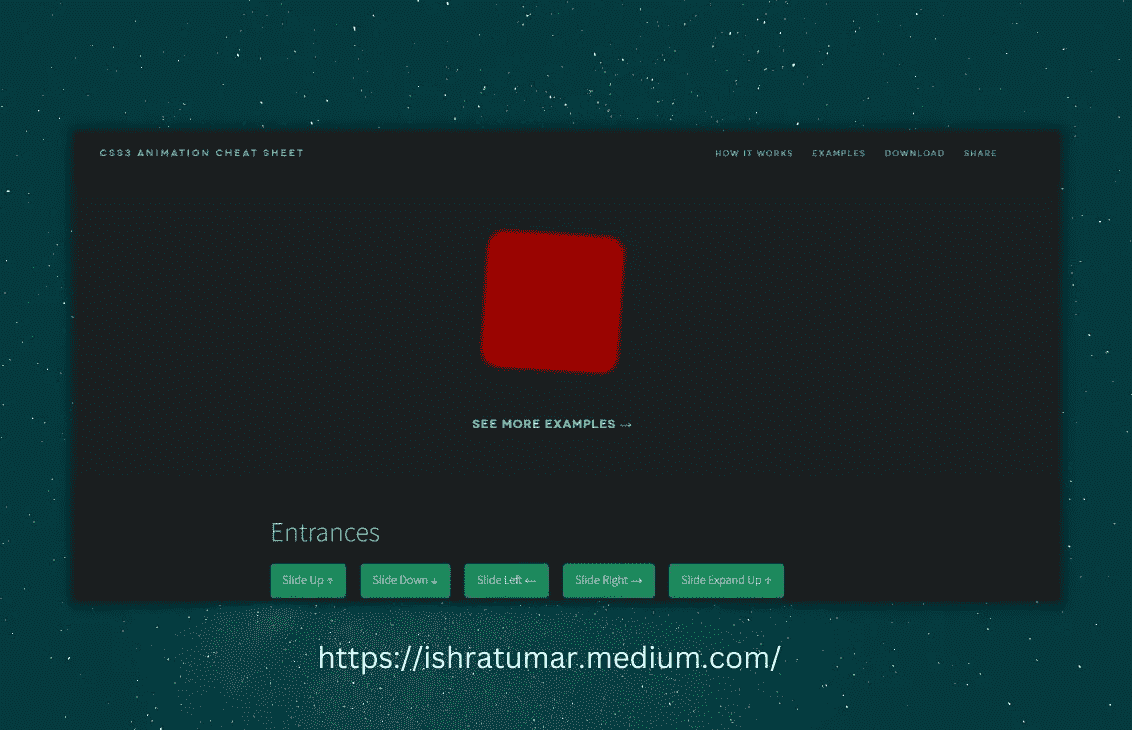 CSS3 ANIMATION CHEAT SHEET
HOW IT WORKS EXAMPLES DOWNLOAD SHARE
SEE MORE EXAMPLES →
Entrances
Slide Up ↑ Slide Down ↓ Slide Left ← Slide Right → Slide Expand Up ↑
https://ishratumar.medium.com/